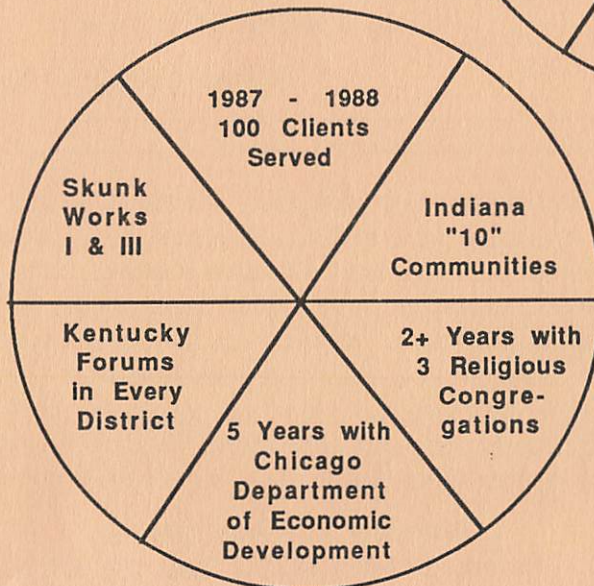 1987 - 1988
100 Clients
Served
Indiana
"10"
Communities
2+ Years with
3 Religious
Congre-
gations
5 Years with
Chicago
Department
of Economic
Development
Kentucky
Forums
in Every
District
Skunk
Works
I & III